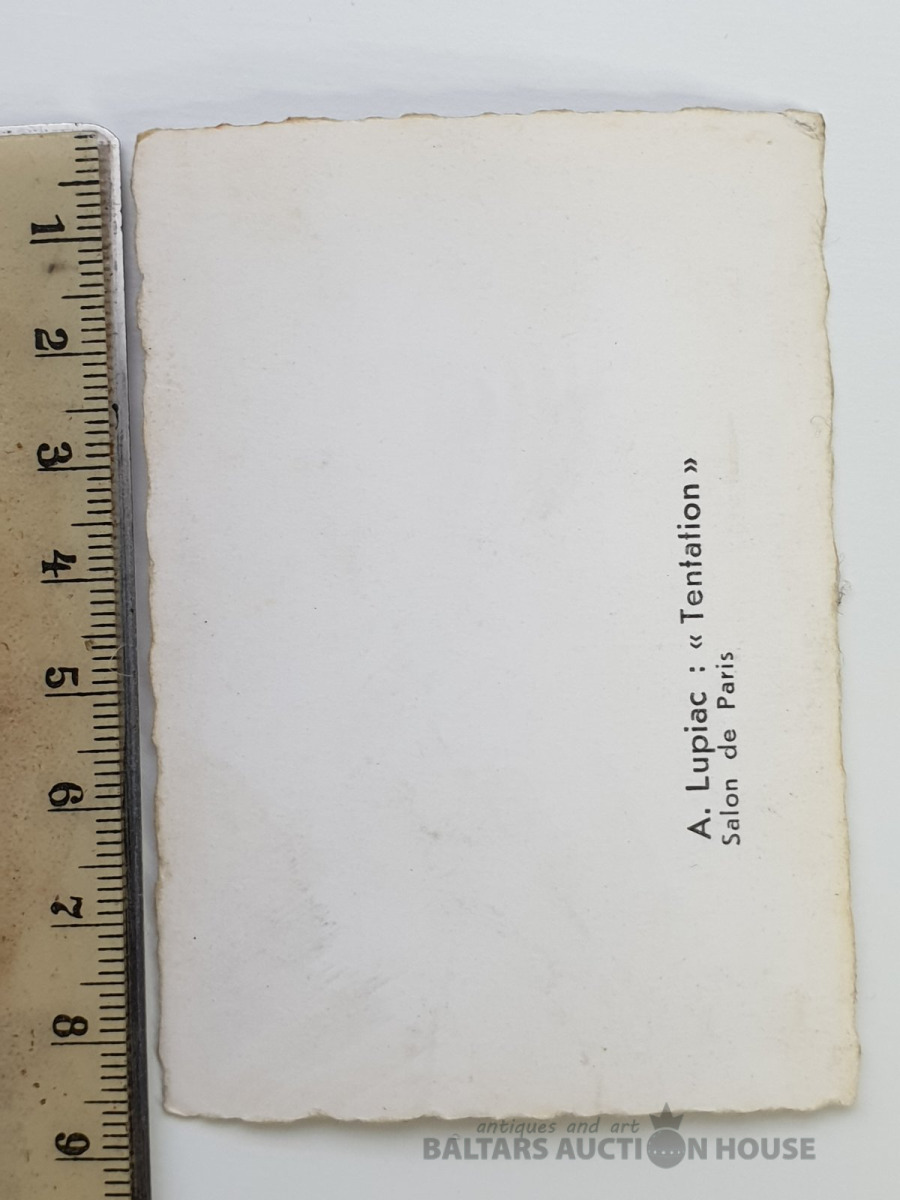 A. Lupiac : « Tentation »
Salon de Paris
1
2
3
4
5
6
7
8
9
antiques and art
BALTARS AUCTION HOUSE